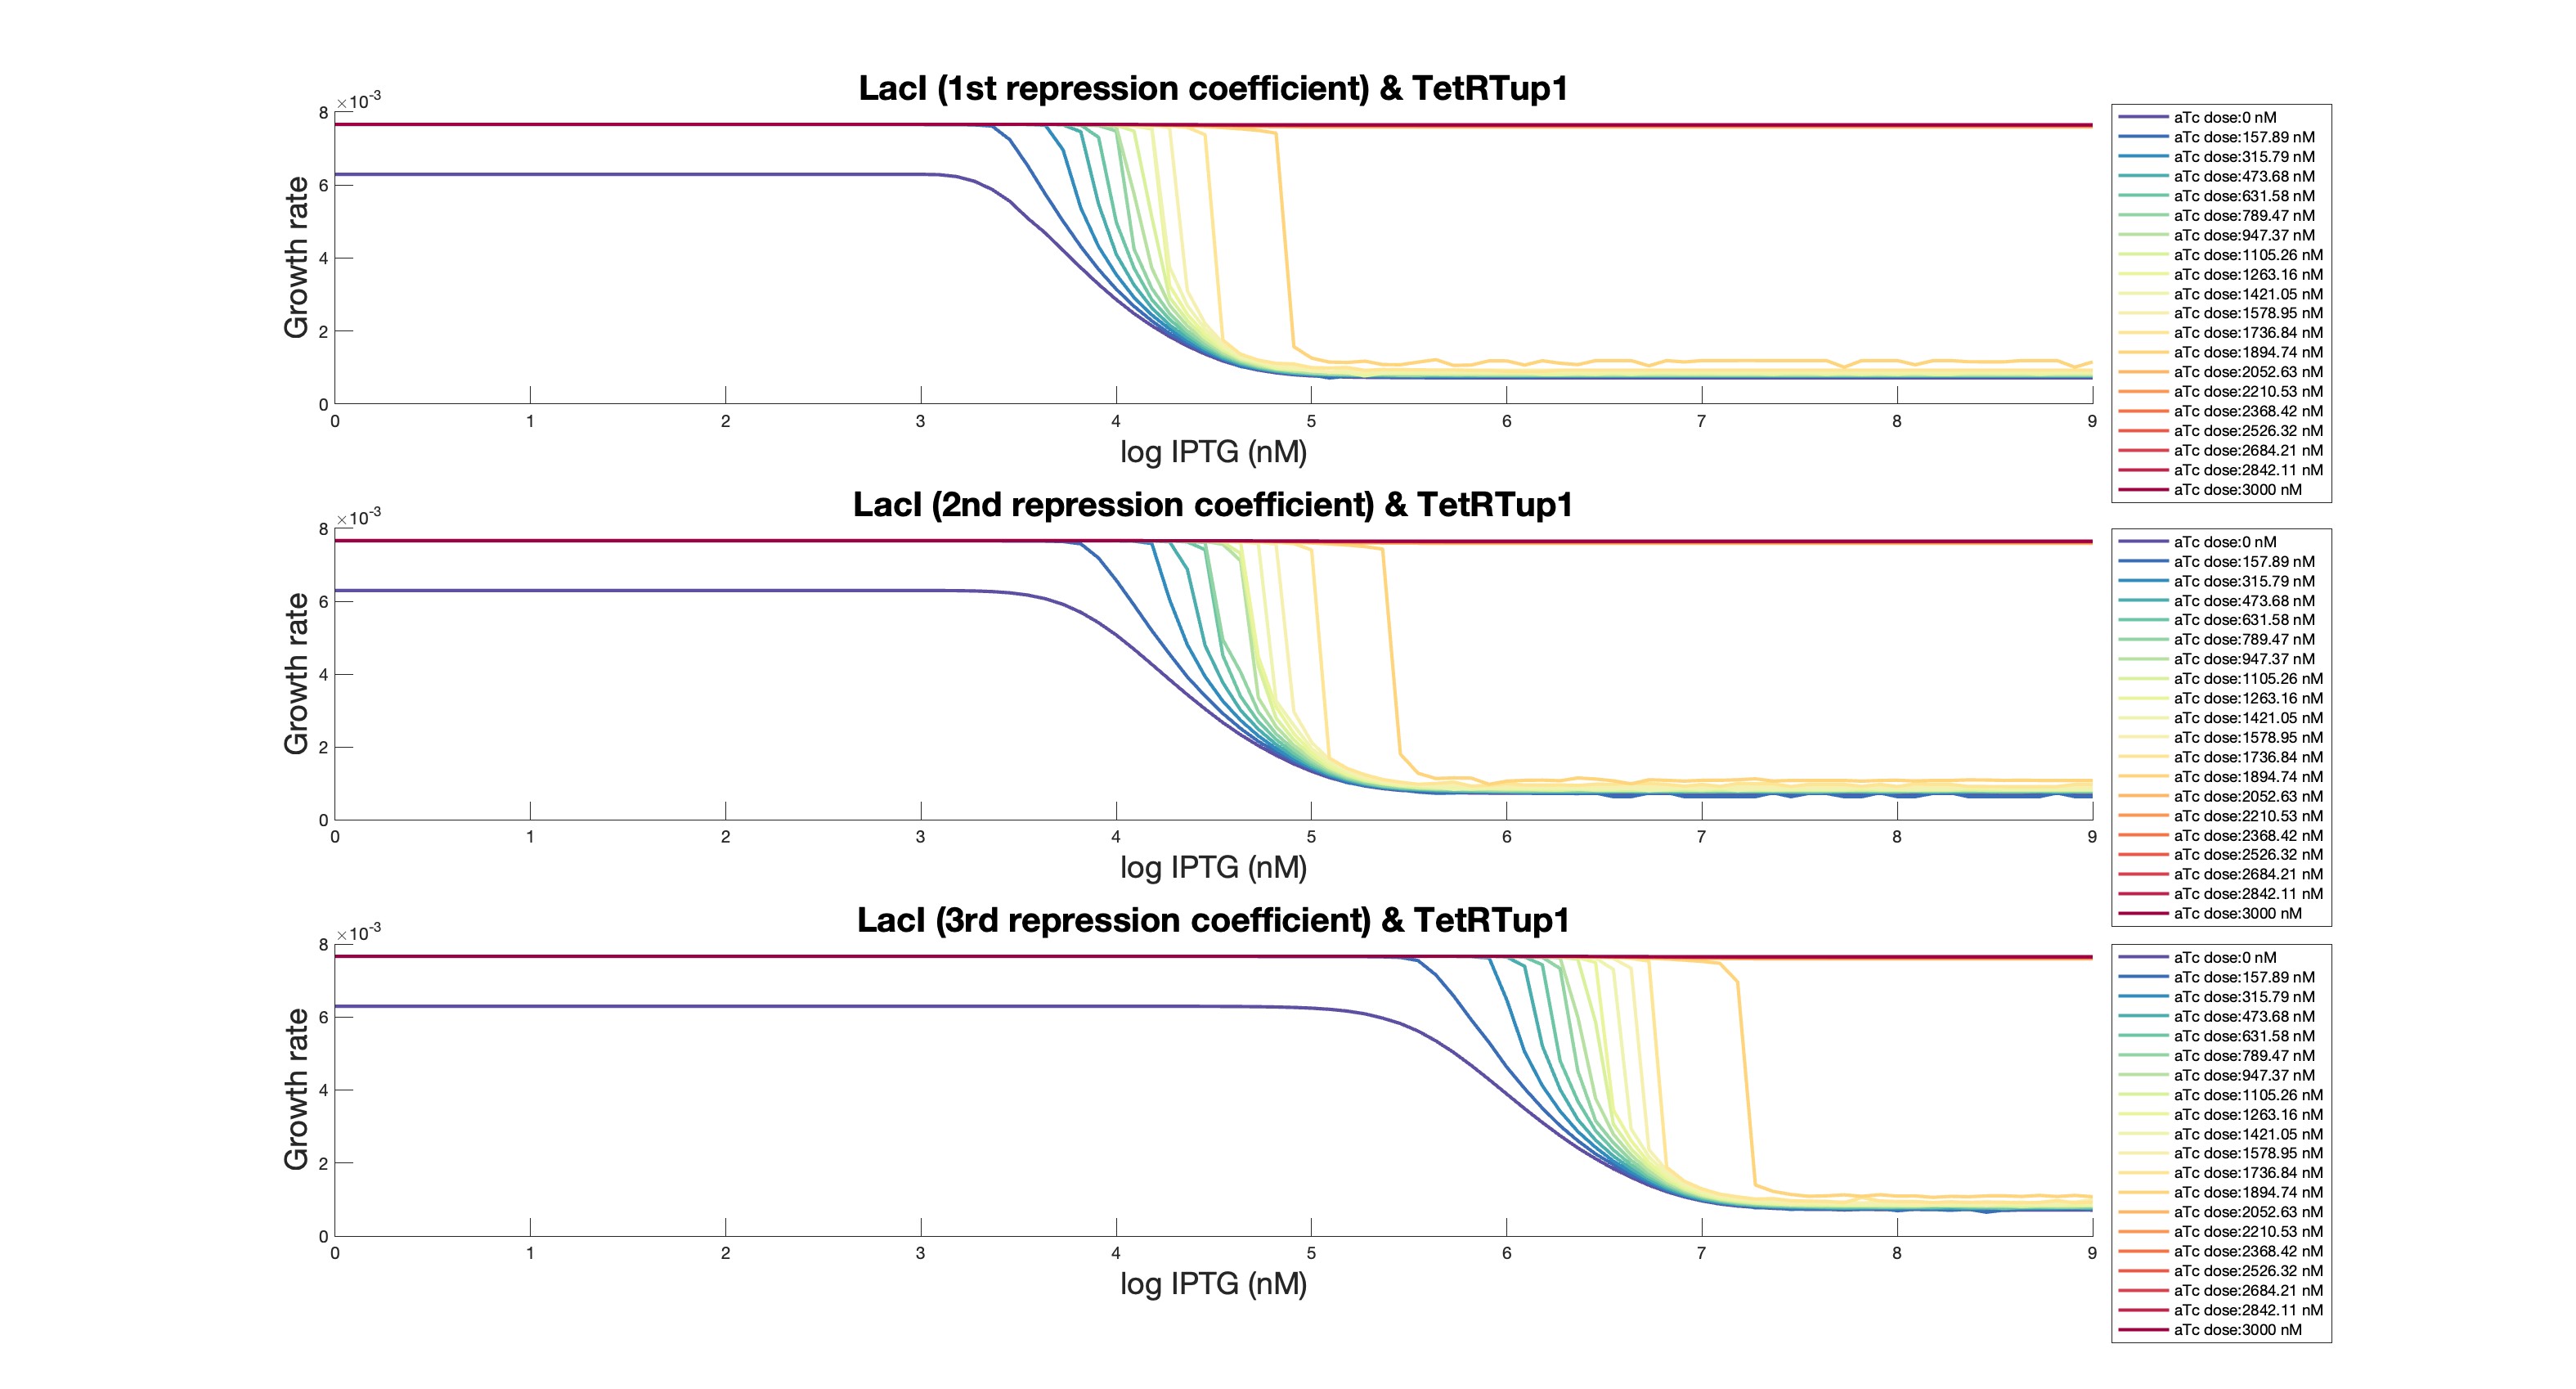 LacI (1st repression coefficient) & TetRTup1
×10-3
8
6
4
2
0
Growth rate
0 1 2 3 4 5 6 7 8 9
log IPTG (nM)
aTc dose:0 nM
aTc dose:157.89 nM
aTc dose:315.79 nM
aTc dose:473.68 nM
aTc dose:631.58 nM
aTc dose:789.47 nM
aTc dose:947.37 nM
aTc dose:1105.26 nM
aTc dose:1263.16 nM
aTc dose:1421.05 nM
aTc dose:1578.95 nM
aTc dose:1736.84 nM
aTc dose:1894.74 nM
aTc dose:2052.63 nM
aTc dose:2210.53 nM
aTc dose:2368.42 nM
aTc dose:2526.32 nM
aTc dose:2684.21 nM
aTc dose:2842.11 nM
aTc dose:3000 nM
LacI (2nd repression coefficient) & TetRTup1
×10-3
8
6
4
2
0
Growth rate
0 1 2 3 4 5 6 7 8 9
log IPTG (nM)
aTc dose:0 nM
aTc dose:157.89 nM
aTc dose:315.79 nM
aTc dose:473.68 nM
aTc dose:631.58 nM
aTc dose:789.47 nM
aTc dose:947.37 nM
aTc dose:1105.26 nM
aTc dose:1263.16 nM
aTc dose:1421.05 nM
aTc dose:1578.95 nM
aTc dose:1736.84 nM
aTc dose:1894.74 nM
aTc dose:2052.63 nM
aTc dose:2210.53 nM
aTc dose:2368.42 nM
aTc dose:2526.32 nM
aTc dose:2684.21 nM
aTc dose:2842.11 nM
aTc dose:3000 nM
LacI (3rd repression coefficient) & TetRTup1
×10-3
8
6
4
2
0
Growth rate
0 1 2 3 4 5 6 7 8 9
log IPTG (nM)
aTc dose:0 nM
aTc dose:157.89 nM
aTc dose:315.79 nM
aTc dose:473.68 nM
aTc dose:631.58 nM
aTc dose:789.47 nM
aTc dose:947.37 nM
aTc dose:1105.26 nM
aTc dose:1263.16 nM
aTc dose:1421.05 nM
aTc dose:1578.95 nM
aTc dose:1736.84 nM
aTc dose:1894.74 nM
aTc dose:2052.63 nM
aTc dose:2210.53 nM
aTc dose:2368.42 nM
aTc dose:2526.32 nM
aTc dose:2684.21 nM
aTc dose:2842.11 nM
aTc dose:3000 nM